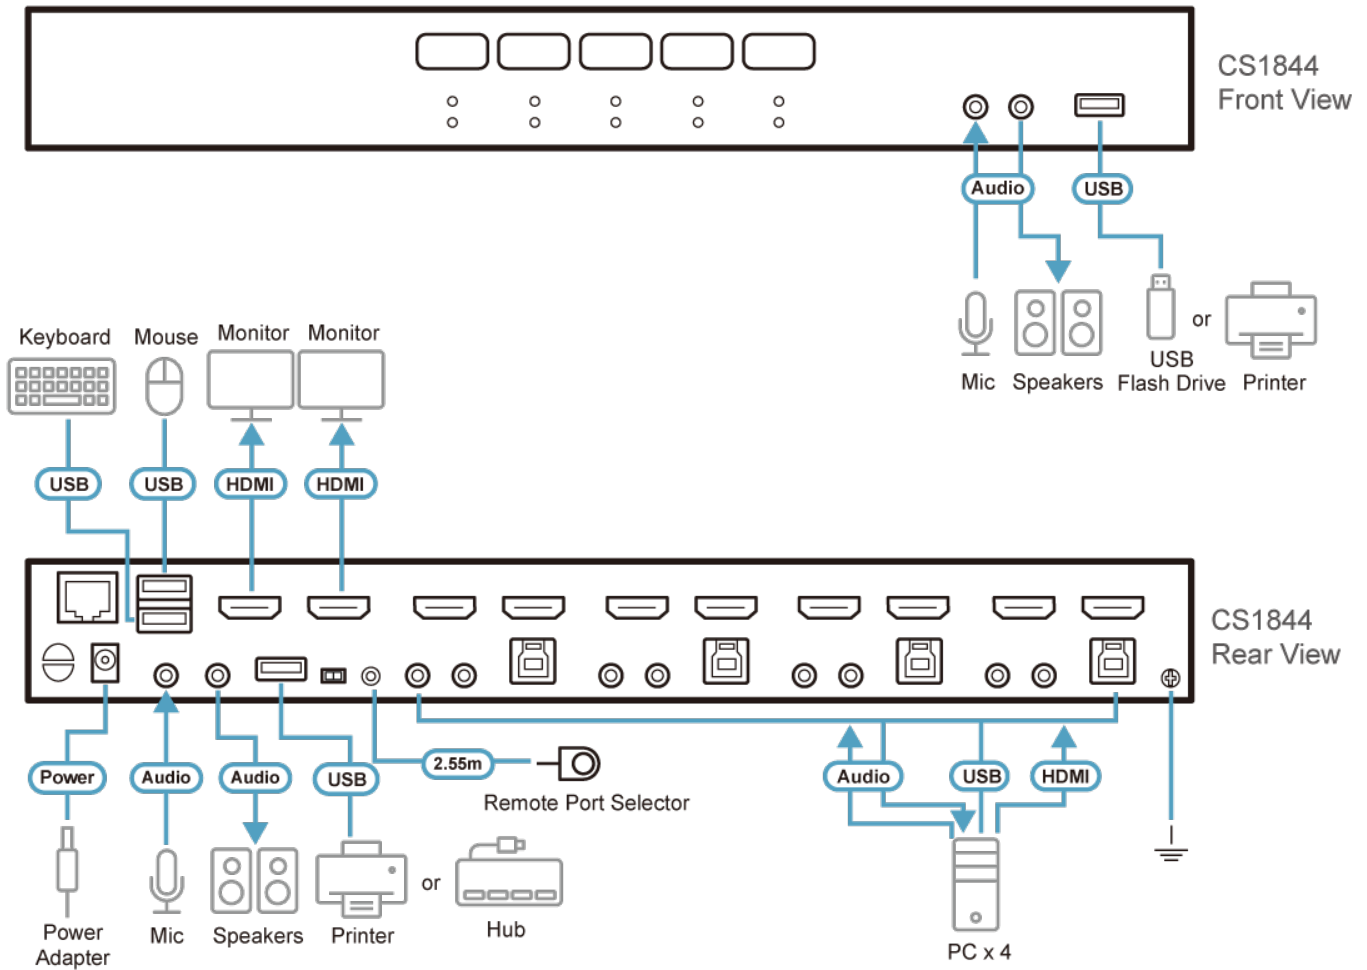 CS1844
Front View
Audio
USB
Mic
Speakers
USB
Flash Drive
or
Printer
Keyboard
Mouse
Monitor
Monitor
USB
USB
HDMI
HDMI
CS1844
Rear View
Power
Audio
Audio
USB
2.55m
Remote Port Selector
Audio
USB
HDMI
Power
Adapter
Mic
Speakers
Printer
or
Hub
PC x 4